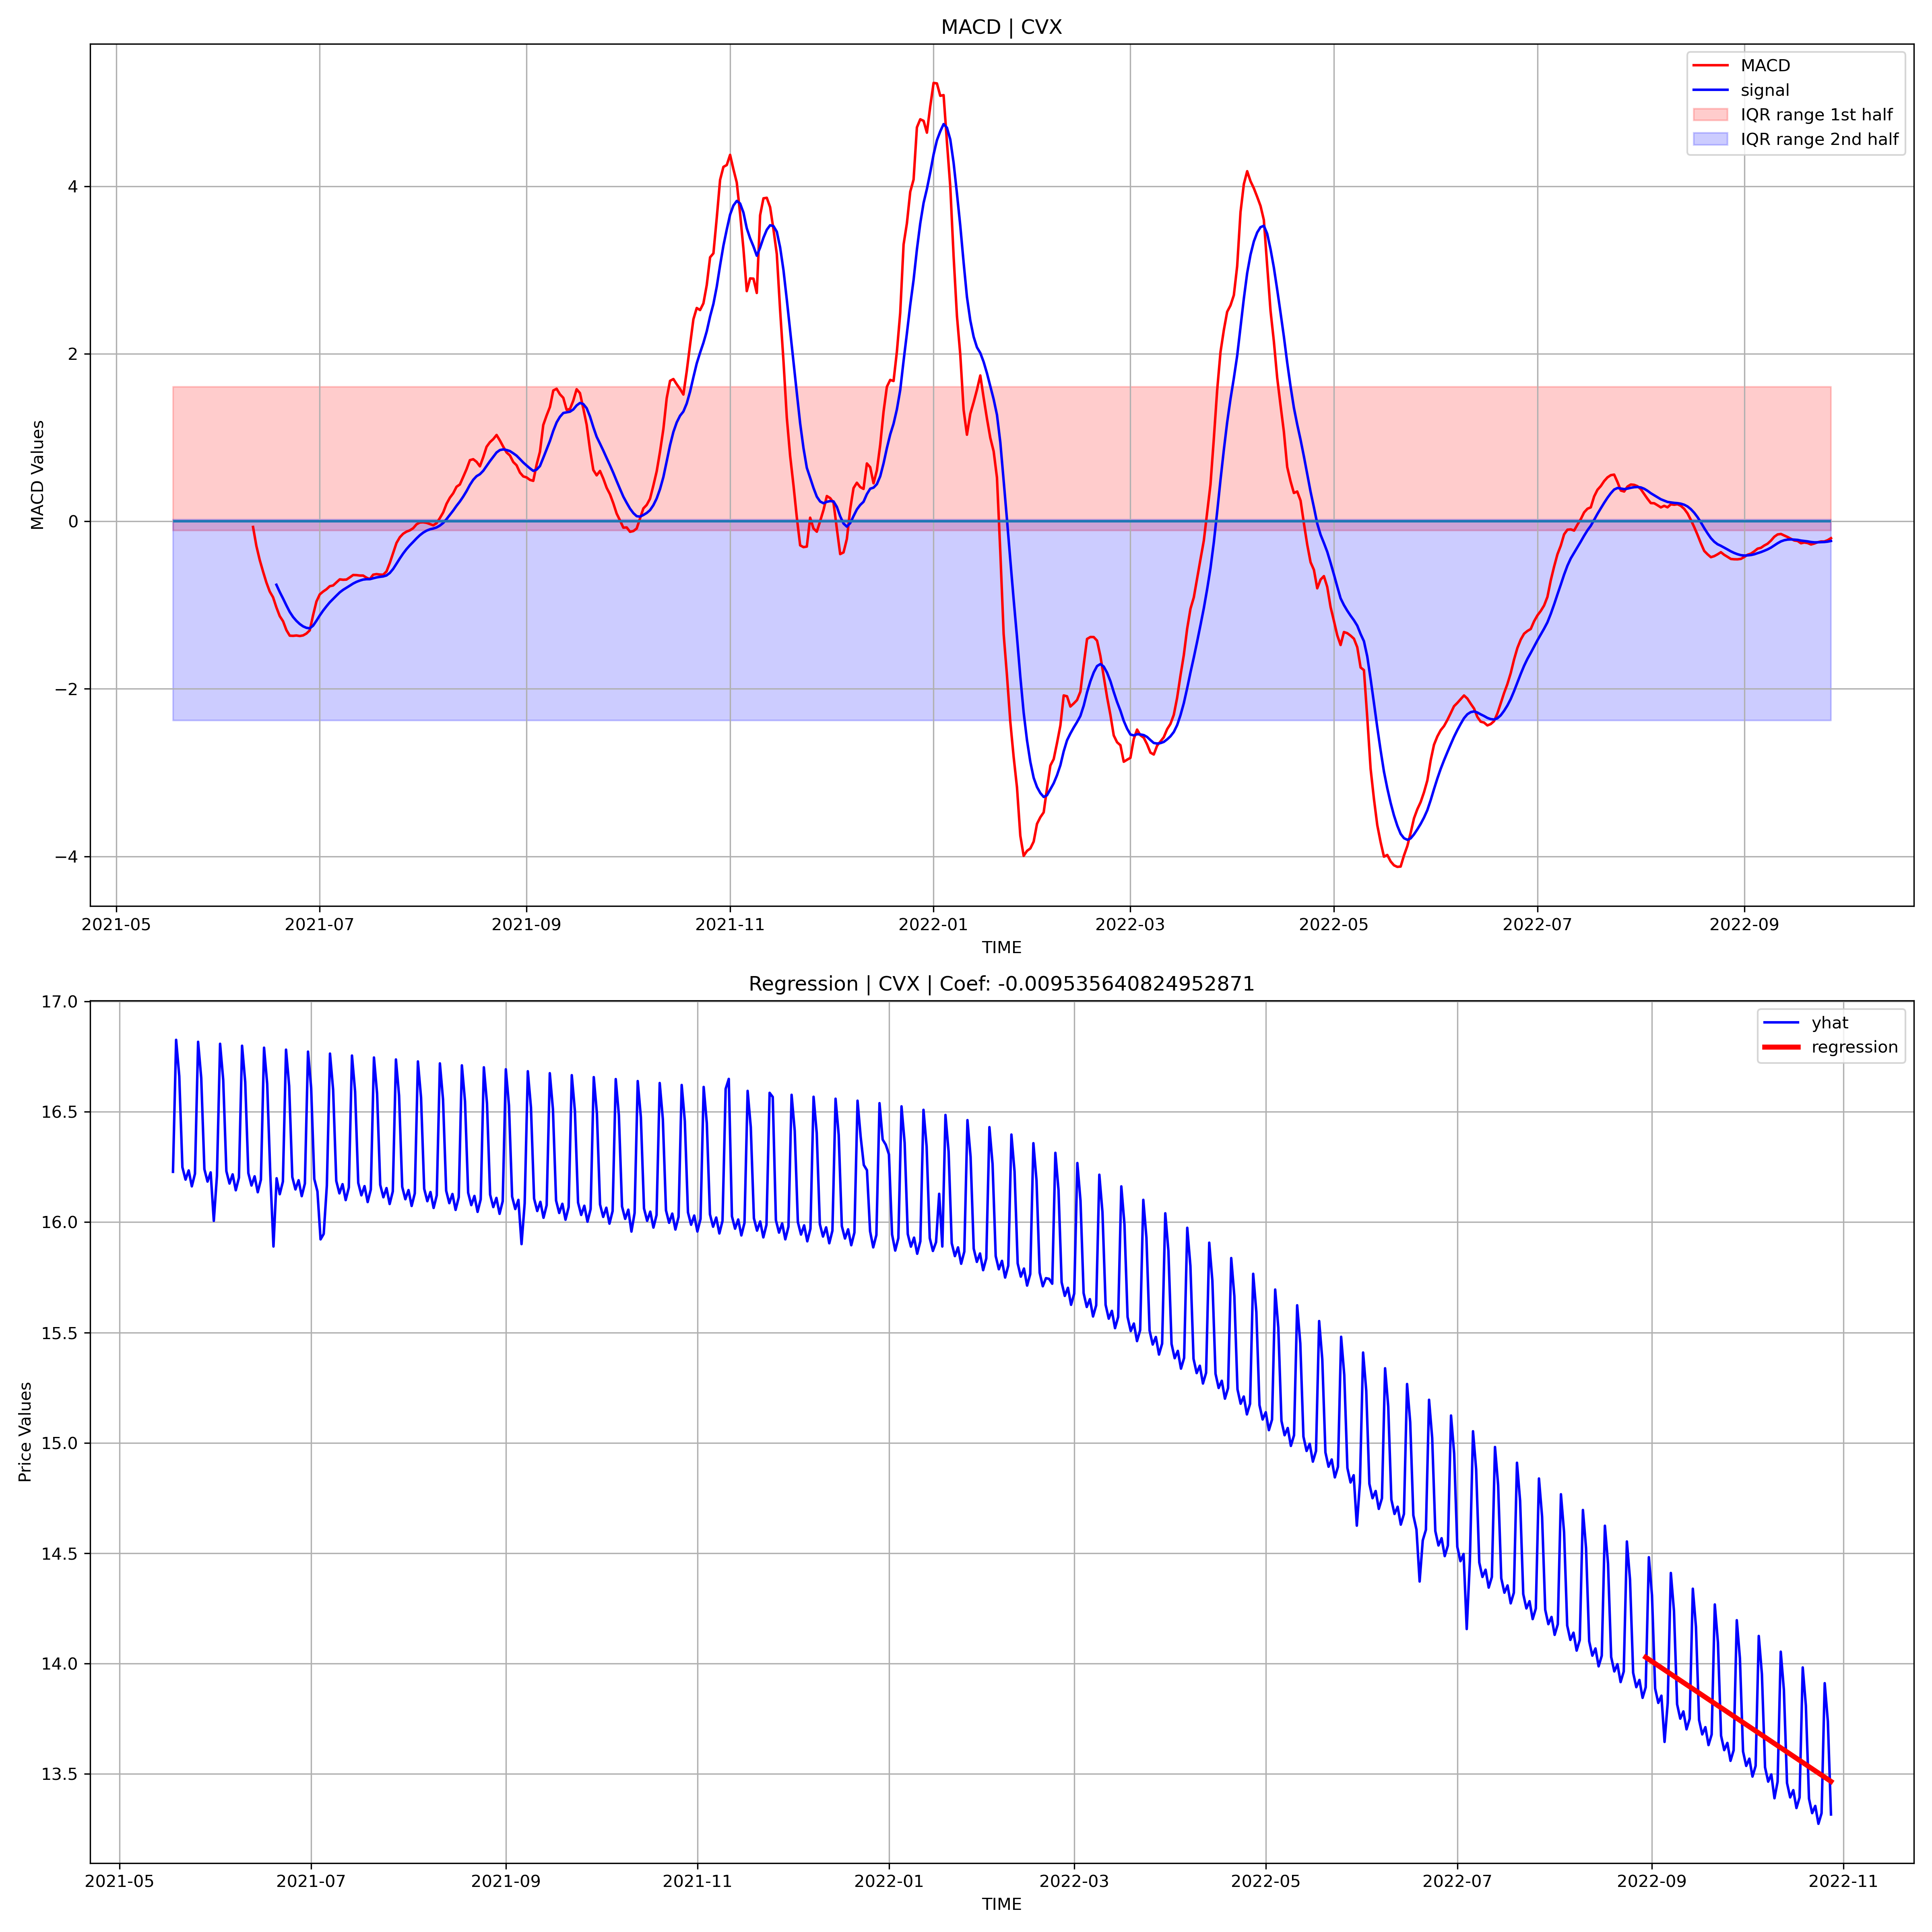 MACD | CVX
MACD
signal
IQR range 1st half
IQR range 2nd half
MACD Values
4
2
0
−2
−4
2021-05 2021-07 2021-09 2021-11 2022-01 2022-03 2022-05 2022-07 2022-09
TIME
Regression | CVX | Coef: -0.009535640824952871
yhat
regression
Price Values
17.0
16.5
16.0
15.5
15.0
14.5
14.0
13.5
2021-05 2021-07 2021-09 2021-11 2022-01 2022-03 2022-05 2022-07 2022-09 2022-11
TIME